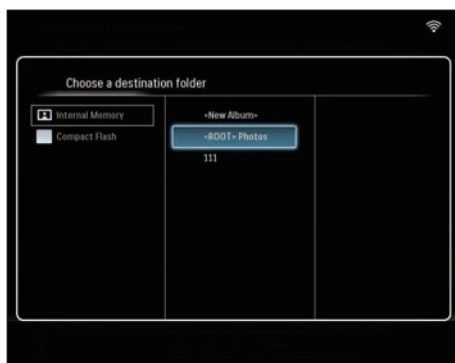 Choose a destination folder
Internal Memory
Compact Flash
<New Album>
<ROOT> Photos
111